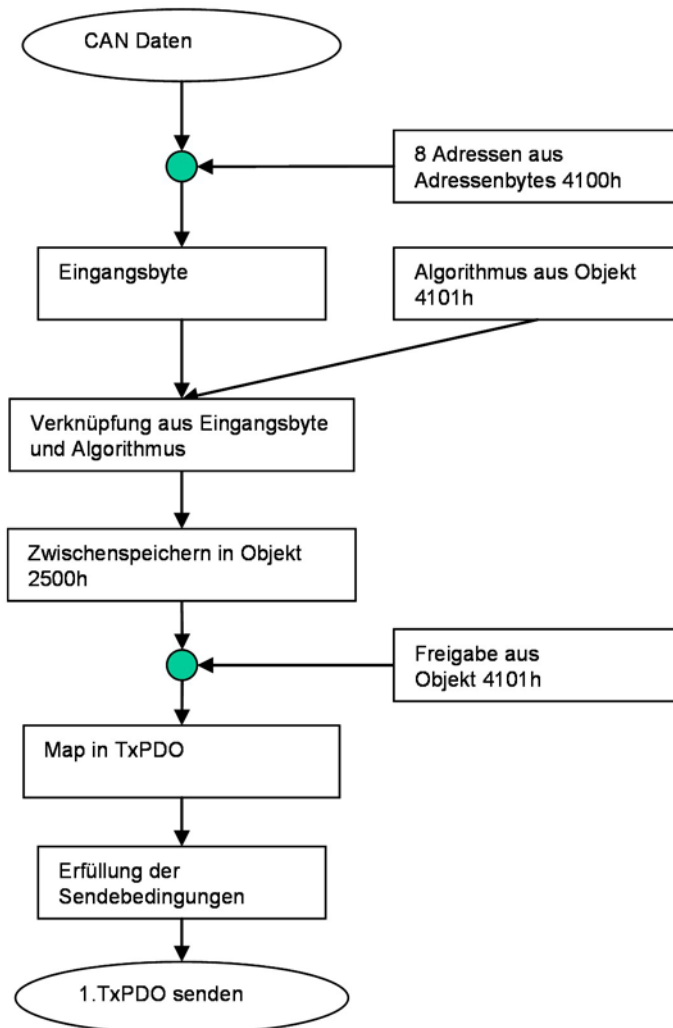 CAN Daten
8 Adressen aus
Adressenbytes 4100h
Eingangsbyte
Algorithmus aus Objekt
4101h
Verknüpfung aus Eingangsbyte
und Algorithmus
Zwischenspeichern in Objekt
2500h
Freigabe aus
Objekt 4101h
Map in TxPDO
Erfüllung der
Sendebedingungen
1.TxPDO senden